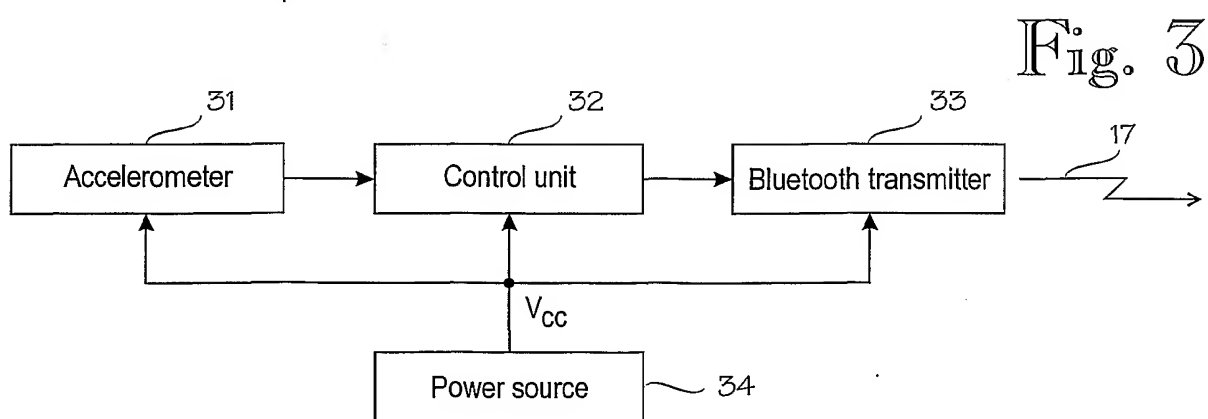 Fig. 3
31
32
33
17
Accelerometer
Control unit
Bluetooth transmitter
Vcc
Power source
34